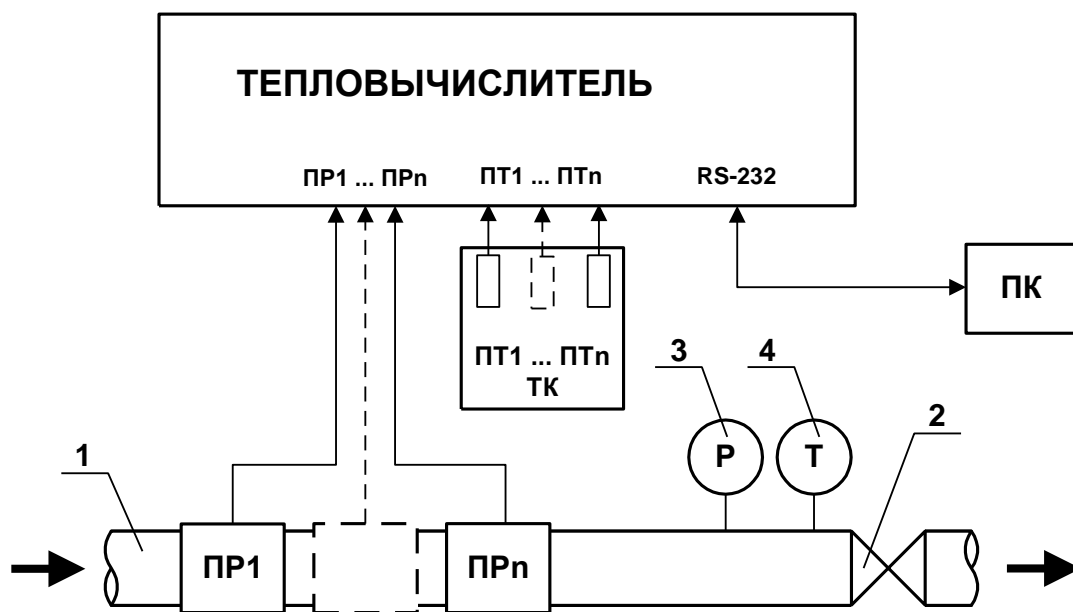 ТЕПЛОВЫЧИСЛИТЕЛЬ
ПР1 ... ПРn ПТ1 ... ПТn RS-232
ПК
ПТ1 ... ПТn
ТК
3 4 2
Р Т
1
ПР1 ПРn